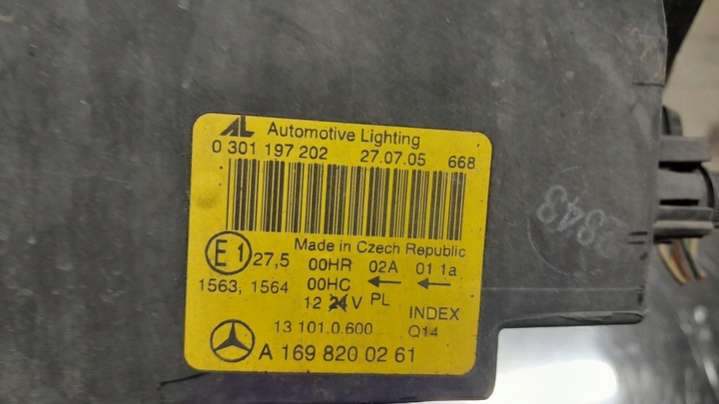 AL Automotive Lighting
0 301 197 202 27.07.05 668
Made in Czech Republic
E1 27,5 00HR 02A 01 1a
1563, 1564 00HC ← ←
12 24 V PL INDEX
13 101.0.600 Q14
A 169 820 02 61